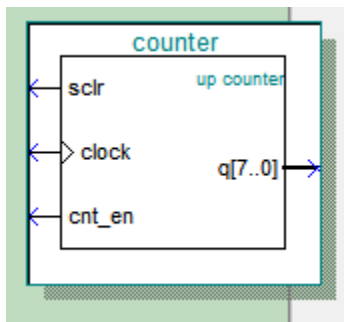 counter
up counter
sclr
clock
q[7..0]
cnt_en